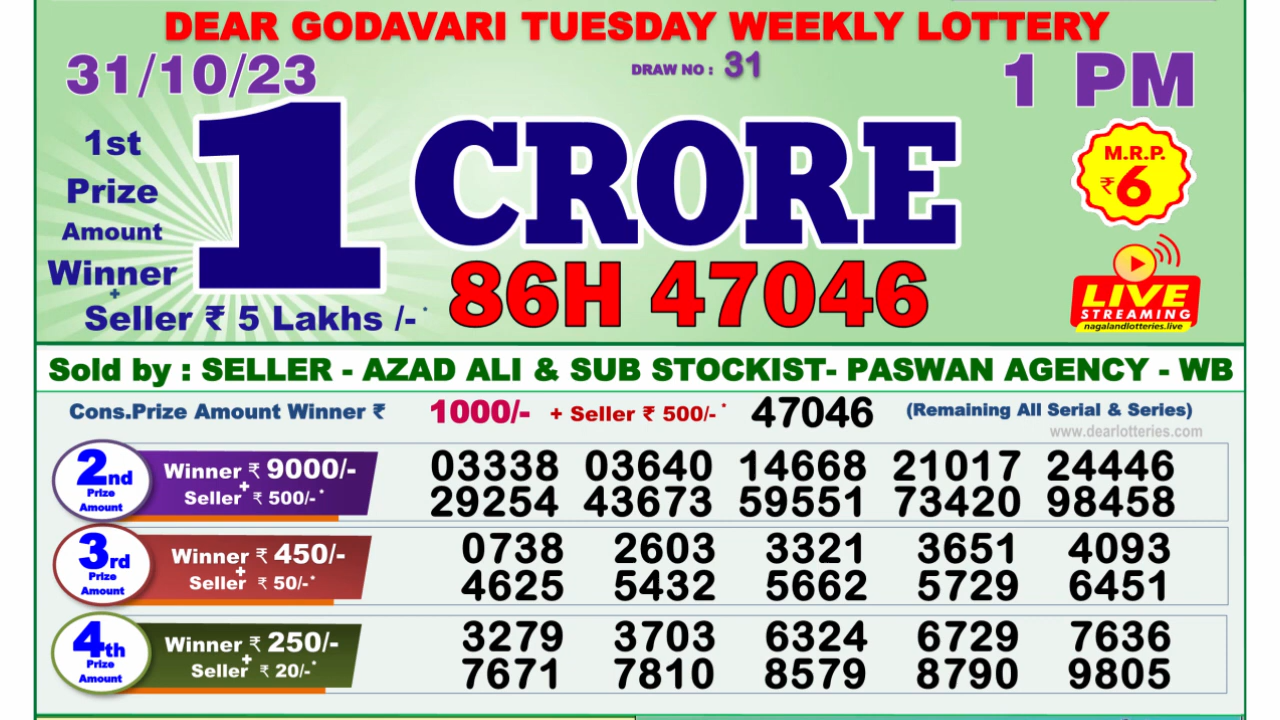 DEAR GODAVARI TUESDAY WEEKLY LOTTERY
31/10/23 DRAW NO : 31 1 PM
1st Prize Amount Winner + Seller ₹ 5 Lakhs /-*
1 CRORE
86H 47046
M.R.P. ₹6
LIVE
STREAMING
nagalandlotteries.live
Sold by : SELLER - AZAD ALI & SUB STOCKIST- PASWAN AGENCY - WB
Cons.Prize Amount Winner ₹ 1000/- + Seller ₹ 500/-* 47046 (Remaining All Serial & Series)
www.dearlotteries.com
2nd Prize Amount Winner ₹ 9000/- + Seller ₹ 500/-*
03338 03640 14668 21017 24446
29254 43673 59551 73420 98458
3rd Prize Amount Winner ₹ 450/- + Seller ₹ 50/-*
0738 2603 3321 3651 4093
4625 5432 5662 5729 6451
4th Prize Amount Winner ₹ 250/- + Seller ₹ 20/-*
3279 3703 6324 6729 7636
7671 7810 8579 8790 9805